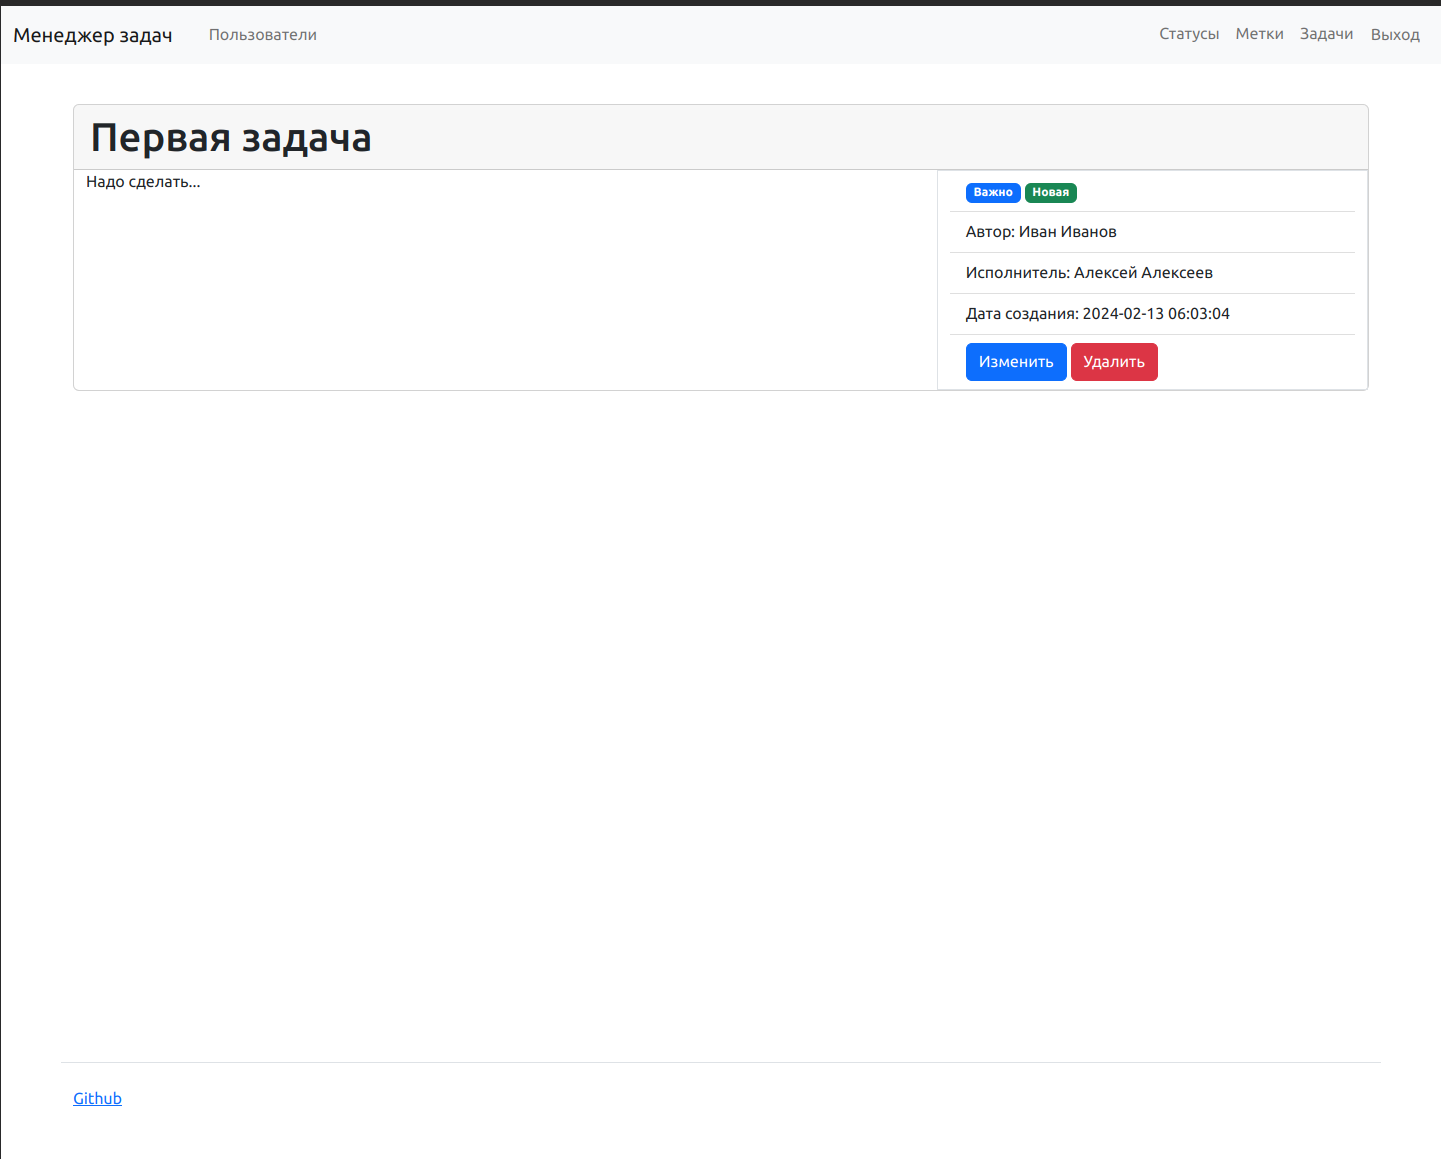 Менеджер задач Пользователи Статусы Метки Задачи Выход
Первая задача
Надо сделать...
Важно Новая
Автор: Иван Иванов
Исполнитель: Алексей Алексеев
Дата создания: 2024-02-13 06:03:04
Изменить Удалить
Github